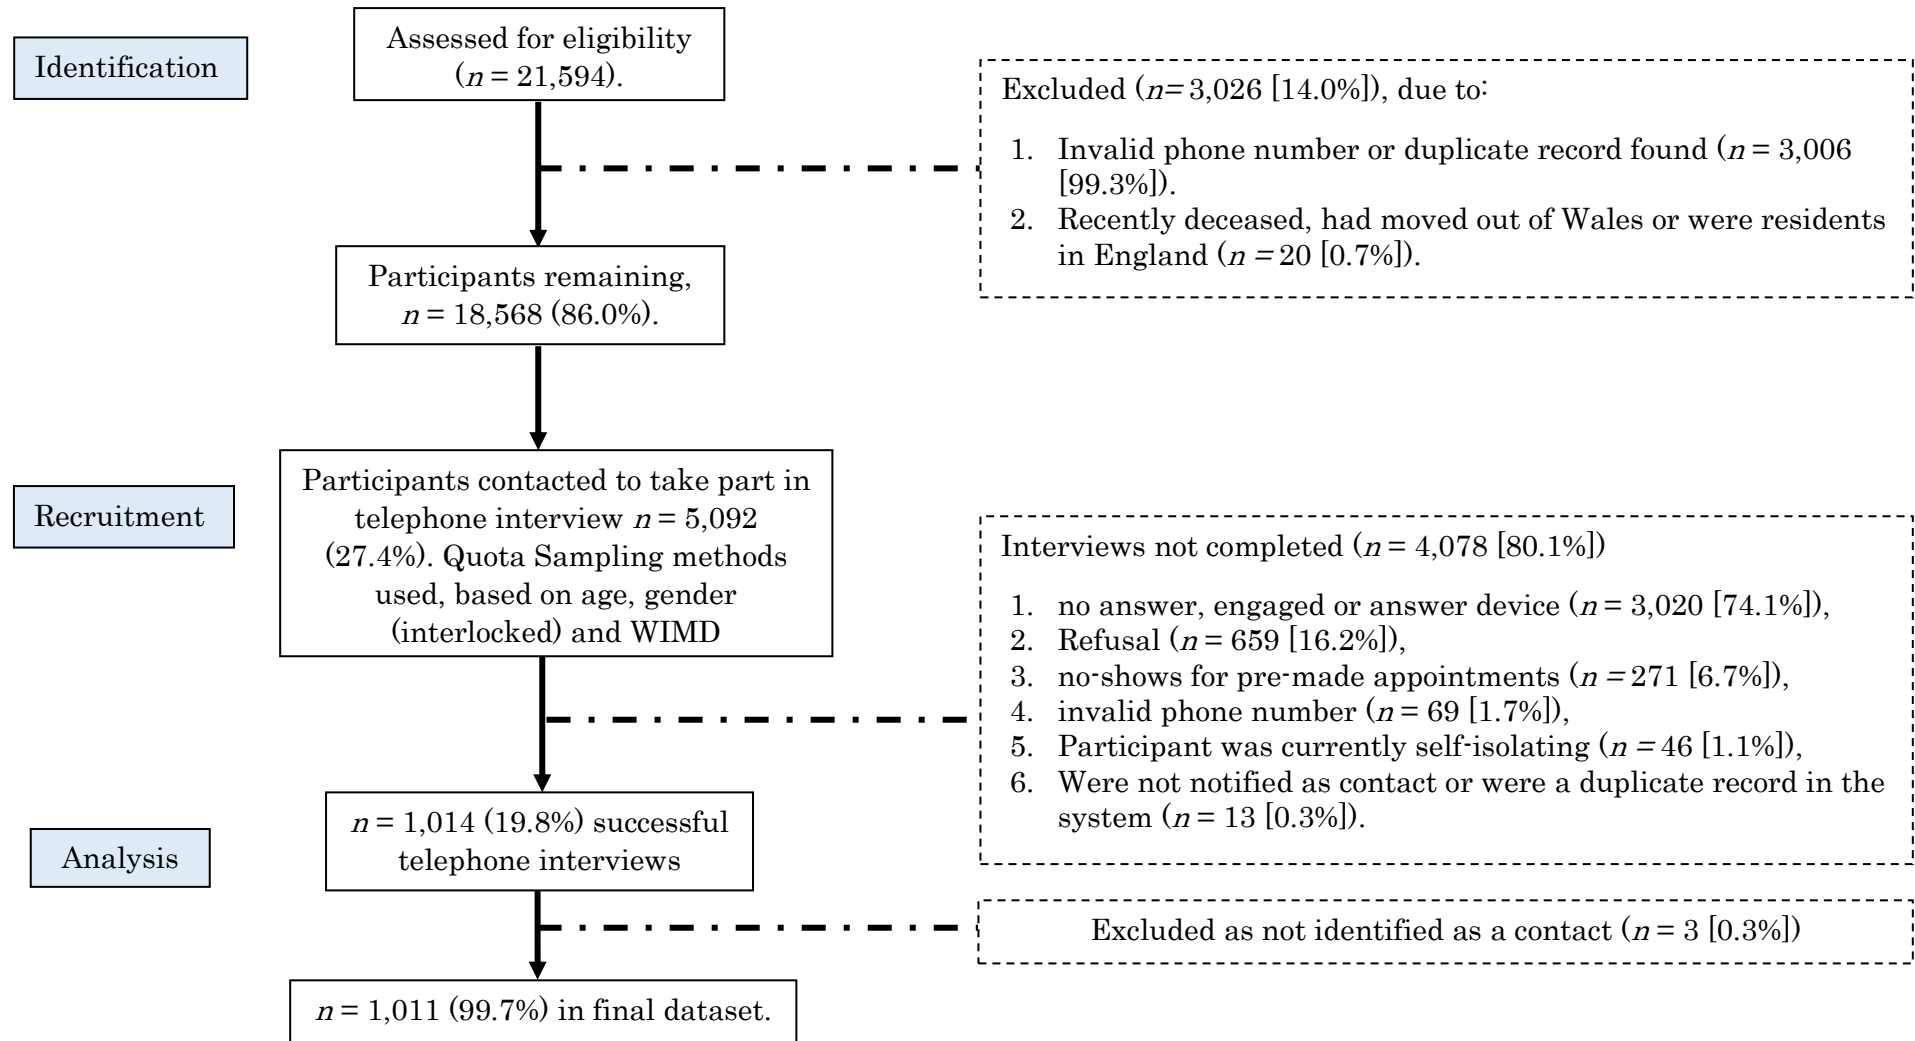 Identification
Assessed for eligibility
(n = 21,594).
Excluded (n= 3,026 [14.0%]), due to:
1. Invalid phone number or duplicate record found (n = 3,006
[99.3%]).
2. Recently deceased, had moved out of Wales or were residents
in England (n = 20 [0.7%]).
Participants remaining,
n = 18,568 (86.0%).
Recruitment
Participants contacted to take part in
telephone interview n = 5,092
(27.4%). Quota Sampling methods
used, based on age, gender
(interlocked) and WIMD
Interviews not completed (n = 4,078 [80.1%])
1. no answer, engaged or answer device (n = 3,020 [74.1%]),
2. Refusal (n = 659 [16.2%]),
3. no-shows for pre-made appointments (n = 271 [6.7%]),
4. invalid phone number (n = 69 [1.7%]),
5. Participant was currently self-isolating (n = 46 [1.1%]),
6. Were not notified as contact or were a duplicate record in the
system (n = 13 [0.3%]).
Analysis
n = 1,014 (19.8%) successful
telephone interviews
Excluded as not identified as a contact (n = 3 [0.3%])
n = 1,011 (99.7%) in final dataset.